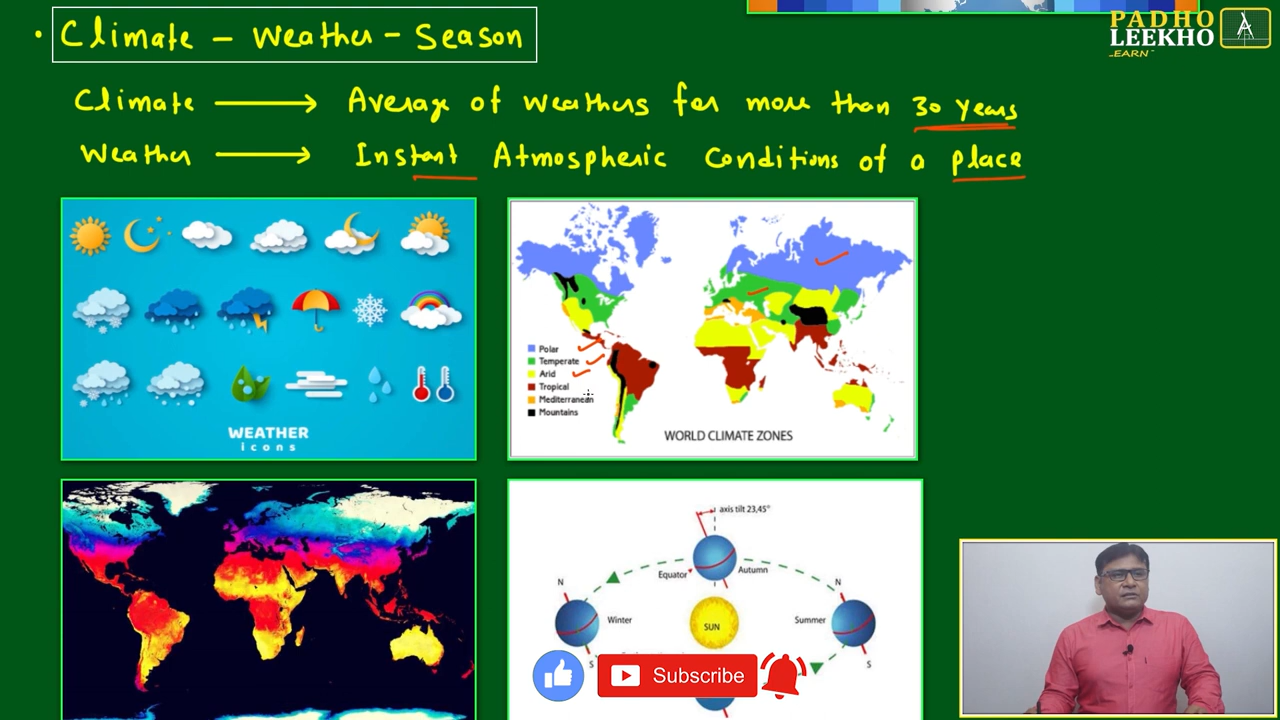 PADHO
LEEKHO
EARN
• Climate - Weather - Season
Climate → Average of weathers for more than 30 years
Weather → Instant Atmospheric Conditions of a place
WEATHER
icons
Polar
Temperate
Arid
Tropical
Mediterranean
Mountains
WORLD CLIMATE ZONES
axis tilt 23,45°
Equator
Autumn
N
N
Winter
SUN
Summer
S
S
Subscribe